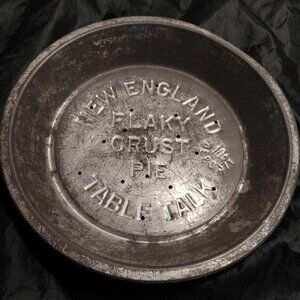 NEW ENGLAND
FLAKY
CRUST
PIE
TABLE TALK